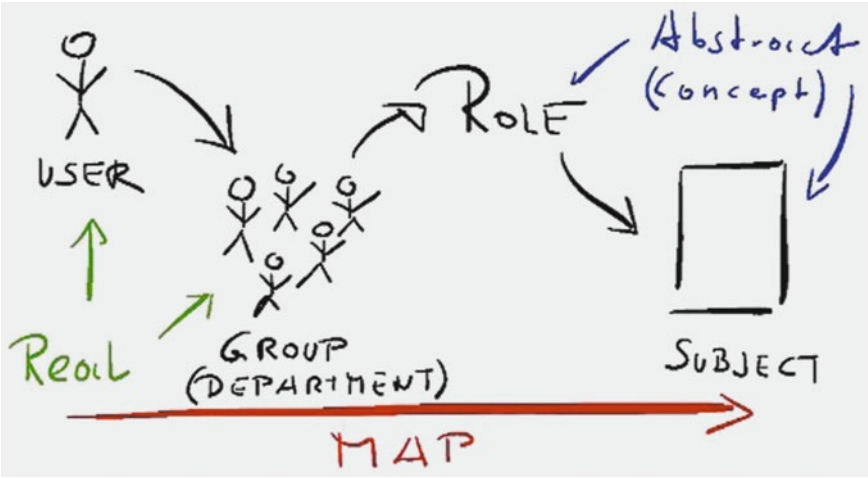 Abstract
(Concept)
ROLE
USER
Real
GROUP
(DEPARTMENT)
SUBJECT
MAP